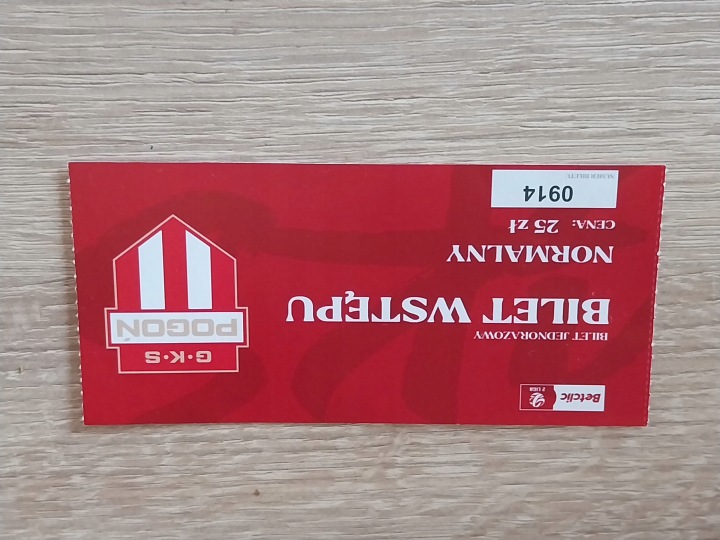 Betclic
2 LIGA
BILET JEDNORAZOWY
BILET WSTĘPU
NORMALNY
CENA: 25 zł
NUMER BILETU
0914
G·K·S
POGOŃ